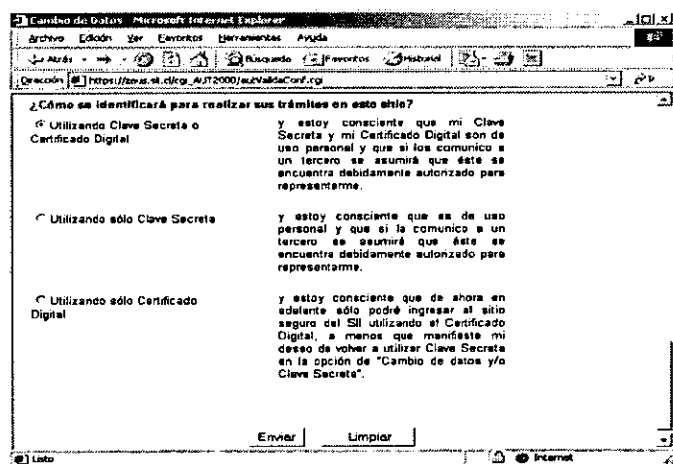 Cambio de Datos - Microsoft Internet Explorer
Archivo Edición Ver Favoritos Herramientas Ayuda
Atrás Búsqueda Favoritos Historial
Dirección https://zeus.sii.cl/cgi_AUT2000/autValidaConf.cgi Ir
¿Cómo se identificará para realizar sus trámites en este sitio?
Utilizando Clave Secreta o
Certificado Digital
y estoy consciente que mi Clave
Secreta y mi Certificado Digital son de
uso personal y que si los comunico a
un tercero se asumirá que éste se
encuentra debidamente autorizado para
representarme.
Utilizando sólo Clave Secreta
y estoy consciente que es de uso
personal y que si la comunico a un
tercero se asumirá que éste se
encuentra debidamente autorizado para
representarme.
Utilizando sólo Certificado
Digital
y estoy consciente que de ahora en
adelante sólo podré ingresar al sitio
seguro del SII utilizando el Certificado
Digital, a menos que manifieste mi
deseo de volver a utilizar Clave Secreta
en la opción de "Cambio de datos y/o
Clave Secreta".
Enviar Limpiar
Listo Internet